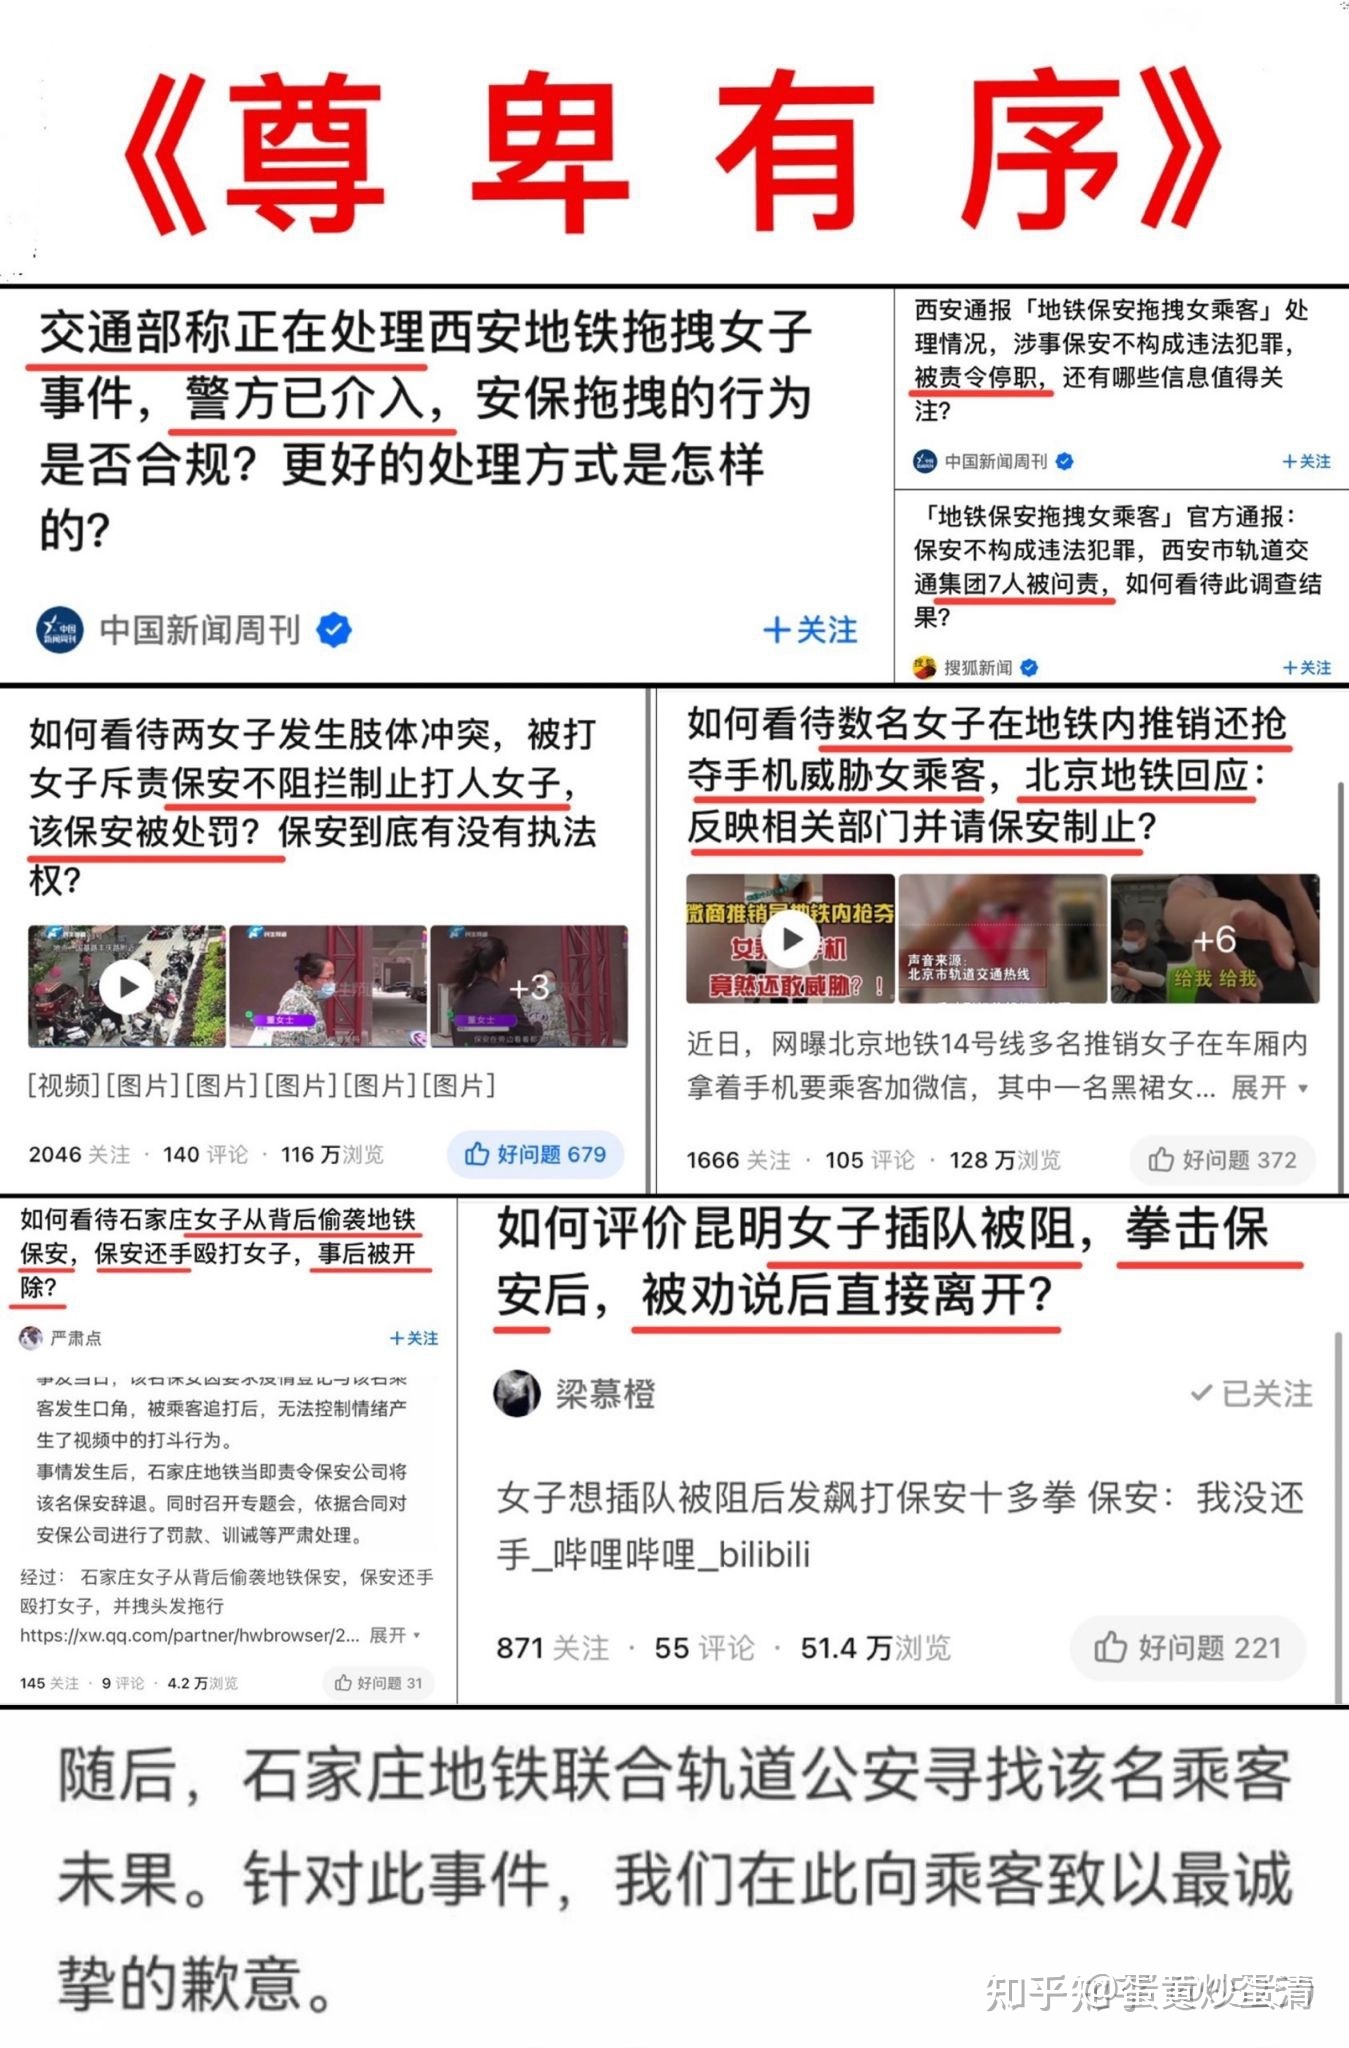 《尊卑有序》
交通部称正在处理西安地铁拖拽女子
事件，警方已介入，安保拖拽的行为
是否合规？更好的处理方式是怎样
的？
中国新闻周刊
+关注
西安通报「地铁保安拖拽女乘客」处
理情况，涉事保安不构成违法犯罪，
被责令停职，还有哪些信息值得关
注？
中国新闻周刊
+关注
「地铁保安拖拽女乘客」官方通报：
保安不构成违法犯罪，西安市轨道交
通集团7人被问责，如何看待此调查结
果？
搜狐新闻
+关注
如何看待两女子发生肢体冲突，被打
女子斥责保安不阻拦制止打人女子，
该保安被处罚？保安到底有没有执法
权？
董女士
董女士
+3
[视频][图片][图片][图片][图片][图片]
2046 关注 · 140 评论 · 116 万浏览
好问题 679
如何看待数名女子在地铁内推销还抢
夺手机威胁女乘客，北京地铁回应：
反映相关部门并请保安制止？
微商推销员地铁内抢夺
竟然还敢威胁？！
声音来源：
北京市轨道交通热线
+6
给我 给我
近日，网曝北京地铁14号线多名推销女子在车厢内
拿着手机要乘客加微信，其中一名黑裙女... 展开
1666 关注 · 105 评论 · 128 万浏览
好问题 372
如何看待石家庄女子从背后偷袭地铁
保安，保安还手殴打女子，事后被开
除？
严肃点
+关注
事发当日，该名保安因要求疫情登记与该名乘
客发生口角，被乘客追打后，无法控制情绪产
生了视频中的打斗行为。
事情发生后，石家庄地铁当即责令保安公司将
该名保安辞退。同时召开专题会，依据合同对
安保公司进行了罚款、训诫等严肃处理。
经过： 石家庄女子从背后偷袭地铁保安，保安还手
殴打女子，并拽头发拖行
https://xw.qq.com/partner/hwbrowser/2... 展开
145 关注 · 9 评论 · 4.2 万浏览
好问题 31
如何评价昆明女子插队被阻，拳击保
安后，被劝说后直接离开？
梁慕橙
已关注
女子想插队被阻后发飙打保安十多拳 保安：我没还
手_哔哩哔哩_bilibili
871 关注 · 55 评论 · 51.4 万浏览
好问题 221
随后，石家庄地铁联合轨道公安寻找该名乘客
未果。针对此事件，我们在此向乘客致以最诚
挚的歉意。
知乎 @蛋黄炒蛋清